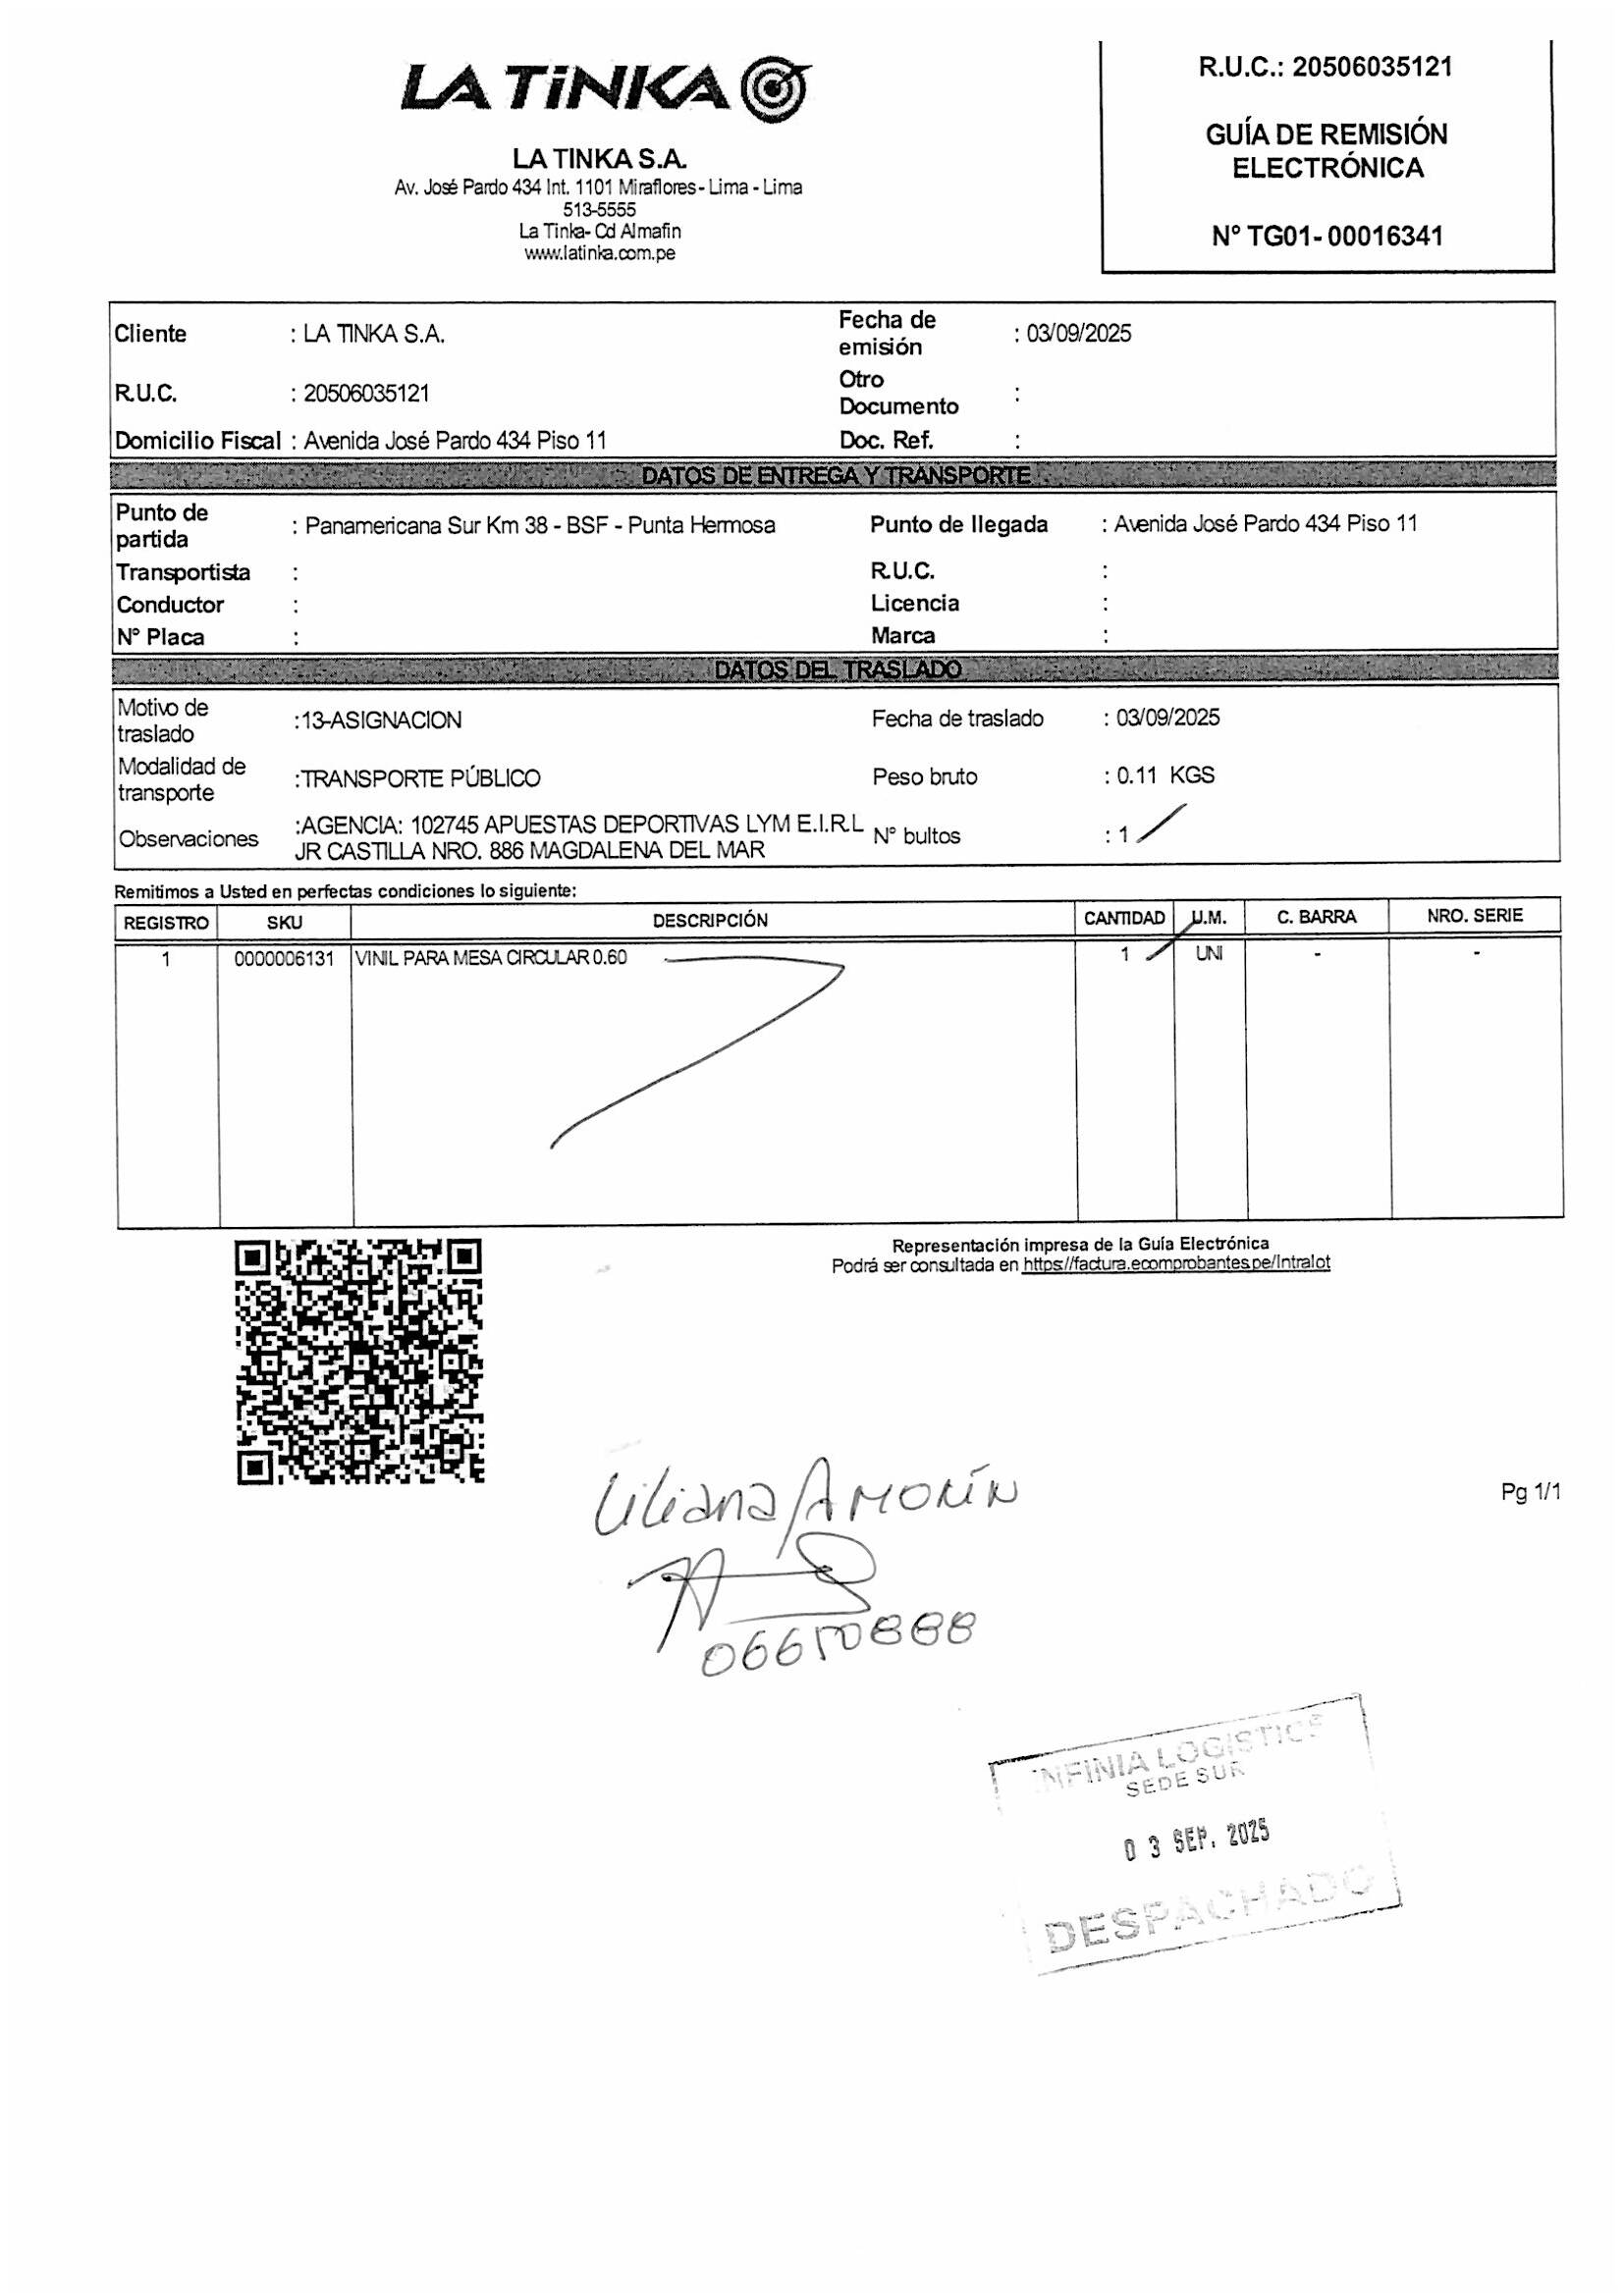 LA TiNKA
LA TINKA S.A.
Av. José Pardo 434 Int. 1101 Miraflores- Lima - Lima
513-5555
La Tinka- Cd Almafin
www.latinka.com.pe
R.U.C.: 20506035121
GUÍA DE REMISIÓN
ELECTRÓNICA
N° TG01- 00016341
Cliente : LA TINKA S.A.
Fecha de emisión : 03/09/2025
R.U.C. : 20506035121
Otro Documento :
Domicilio Fiscal : Avenida José Pardo 434 Piso 11
Doc. Ref. :
DATOS DE ENTREGA Y TRANSPORTE
Punto de partida : Panamericana Sur Km 38 - BSF - Punta Hermosa
Punto de llegada : Avenida José Pardo 434 Piso 11
Transportista :
R.U.C. :
Conductor :
Licencia :
N° Placa :
Marca :
DATOS DEL TRASLADO
Motivo de traslado :13-ASIGNACION
Fecha de traslado : 03/09/2025
Modalidad de transporte :TRANSPORTE PÚBLICO
Peso bruto : 0.11 KGS
Observaciones :AGENCIA: 102745 APUESTAS DEPORTIVAS LYM E.I.R.L
JR CASTILLA NRO. 886 MAGDALENA DEL MAR
N° bultos : 1
Remitimos a Usted en perfectas condiciones lo siguiente:
REGISTRO SKU DESCRIPCIÓN CANTIDAD U.M. C. BARRA NRO. SERIE
1 0000006131 VINIL PARA MESA CIRCULAR 0.60 1 UNI - -
Representación impresa de la Guía Electrónica
Podrá ser consultada en https://factura.ecomprobantes.pe/Intralot
Pg 1/1
Liliana AMORÍN
INFINIA LOGISTICS
SEDE SUR
03 SEP. 2025
DESPACHADO